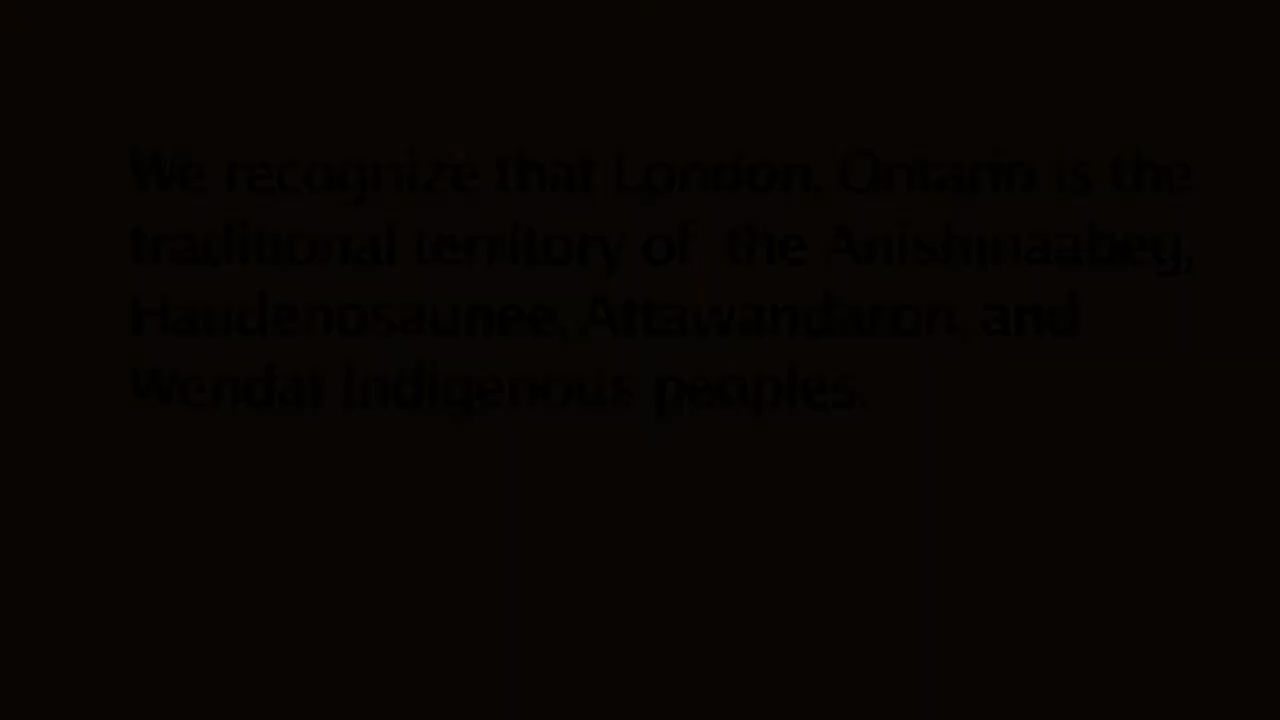 We recognize that London, Ontario is the
traditional territory of the Anishinaabeg,
Haudenosaunee, Attawandaron, and
Wendat Indigenous peoples.